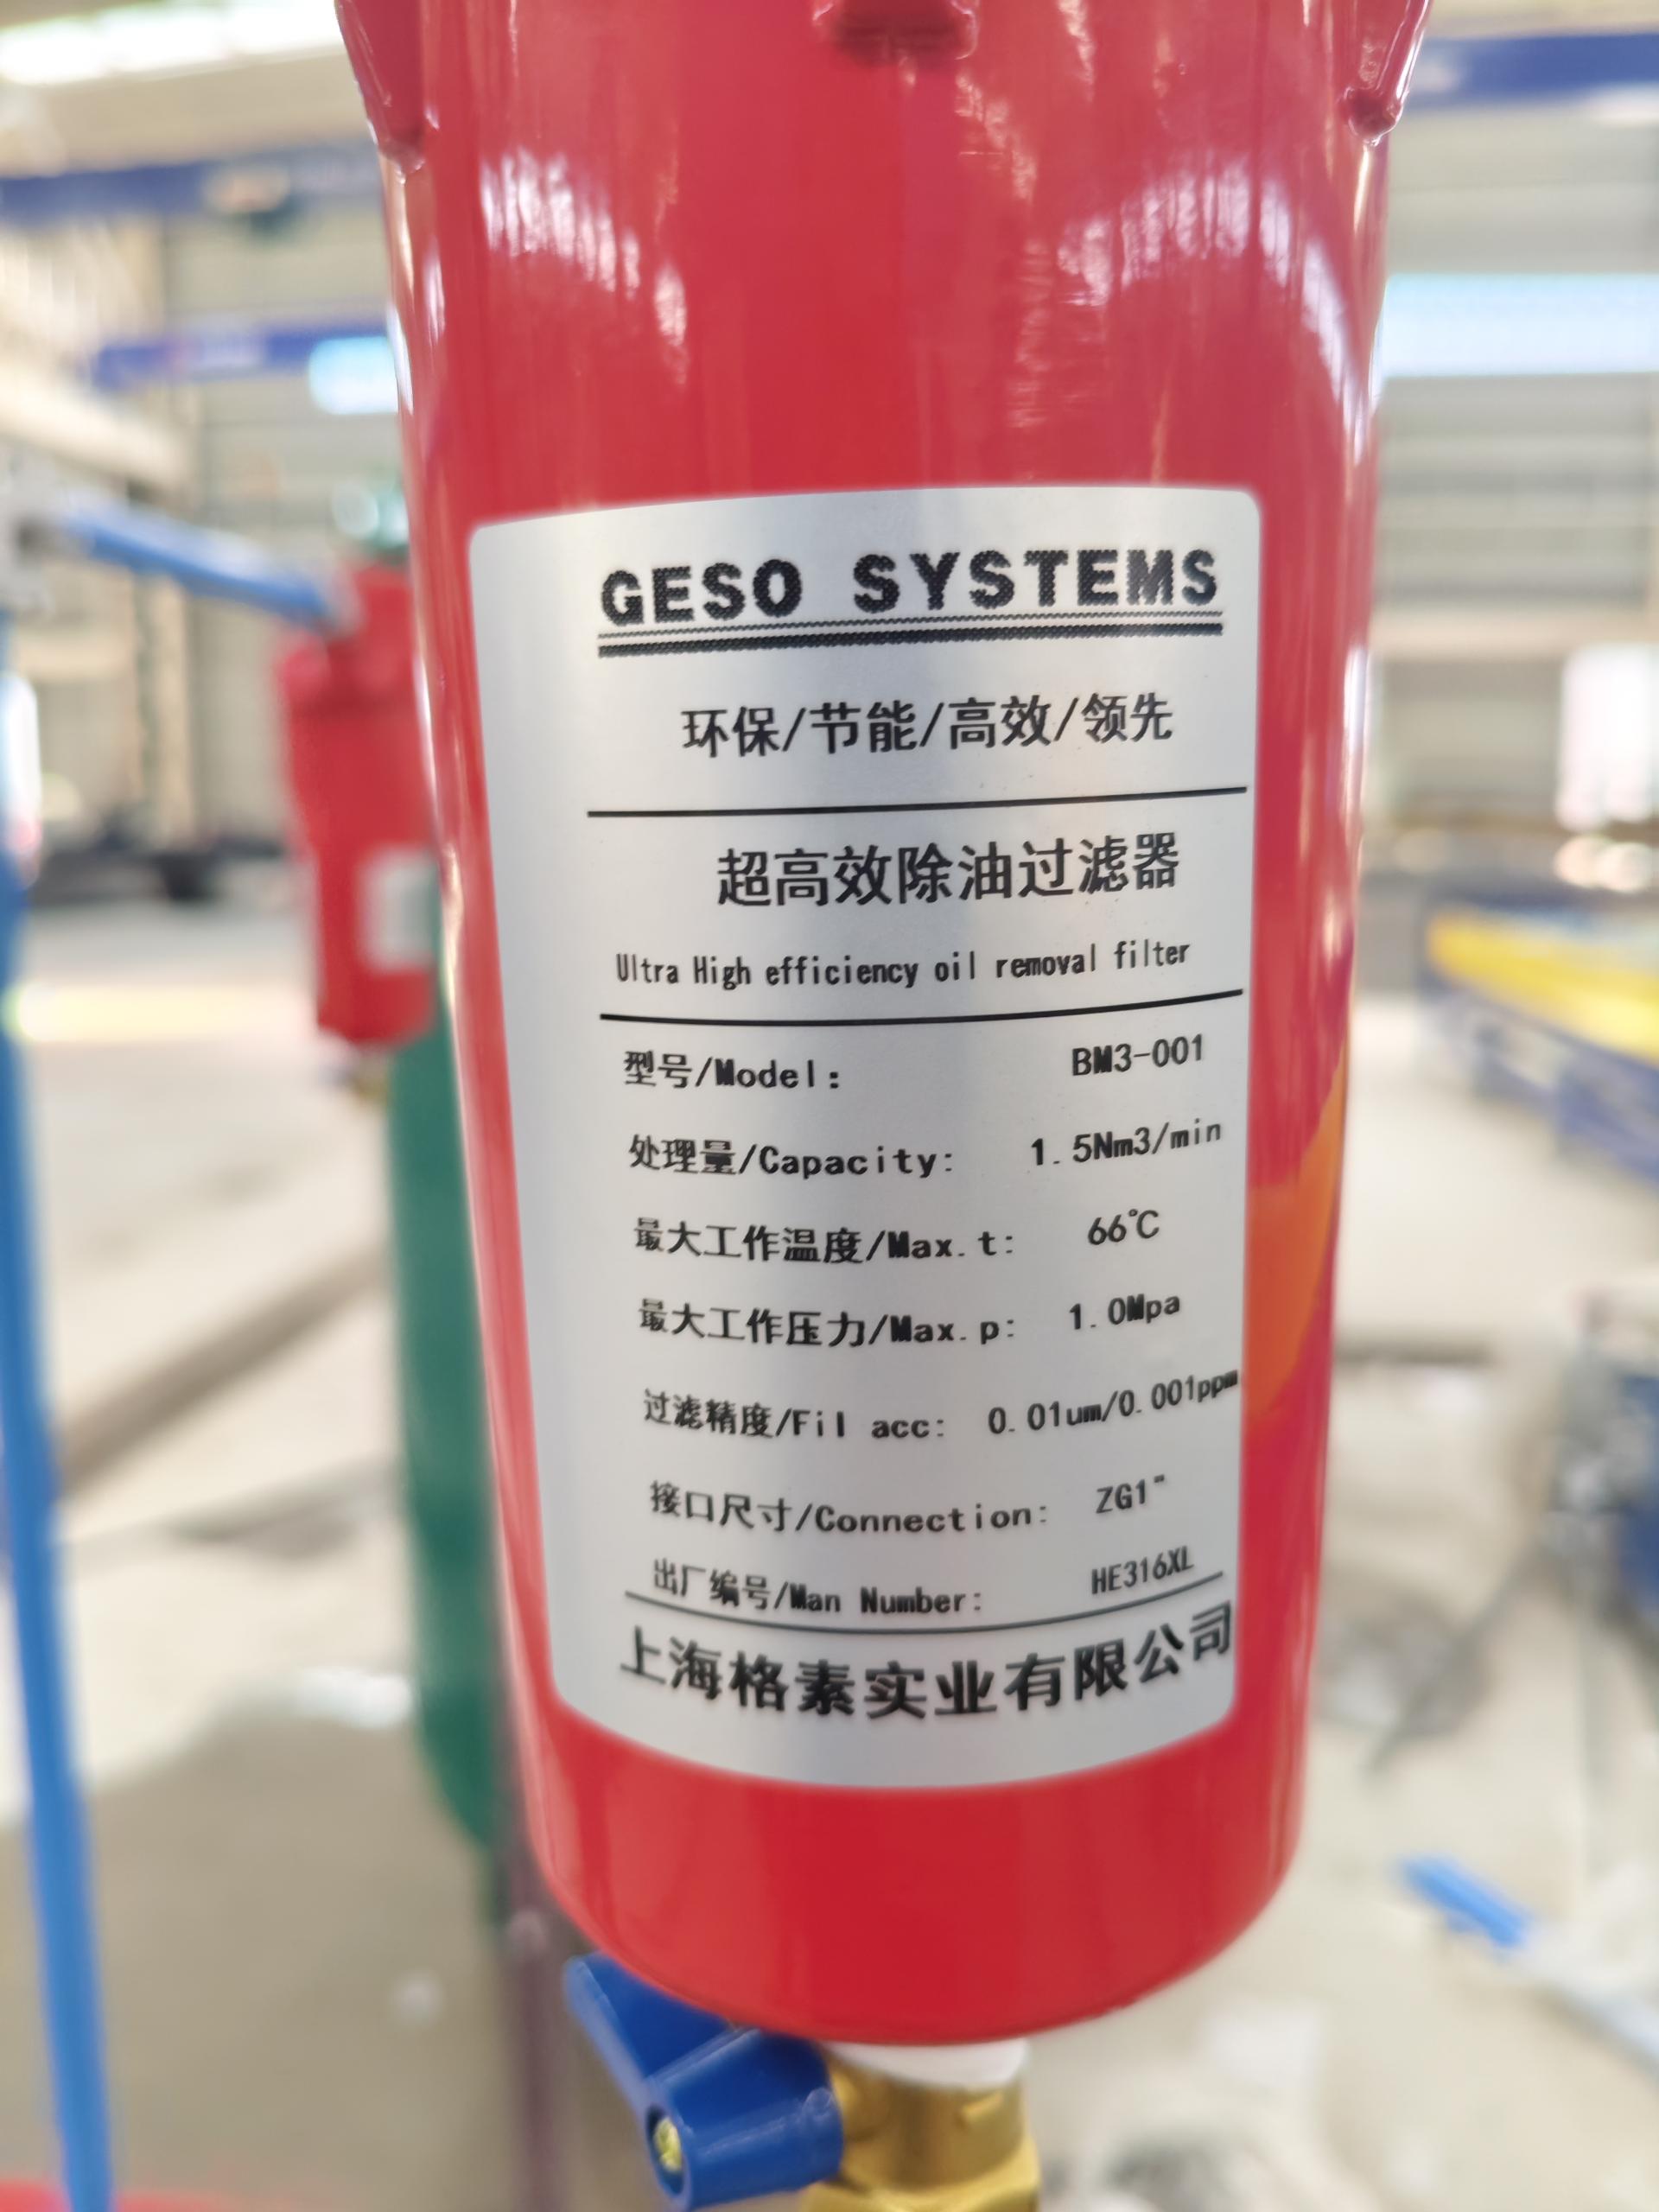 GESO SYSTEMS
环保/节能/高效/领先
超高效除油过滤器
Ultra High efficiency oil removal filter
型号/Model: BM3-001
处理量/Capacity: 1.5Nm3/min
最大工作温度/Max.t: 66℃
最大工作压力/Max.p: 1.0Mpa
过滤精度/Fil acc: 0.01um/0.001ppm
接口尺寸/Connection: ZG1"
出厂编号/Man Number: HE316XL
上海格素实业有限公司